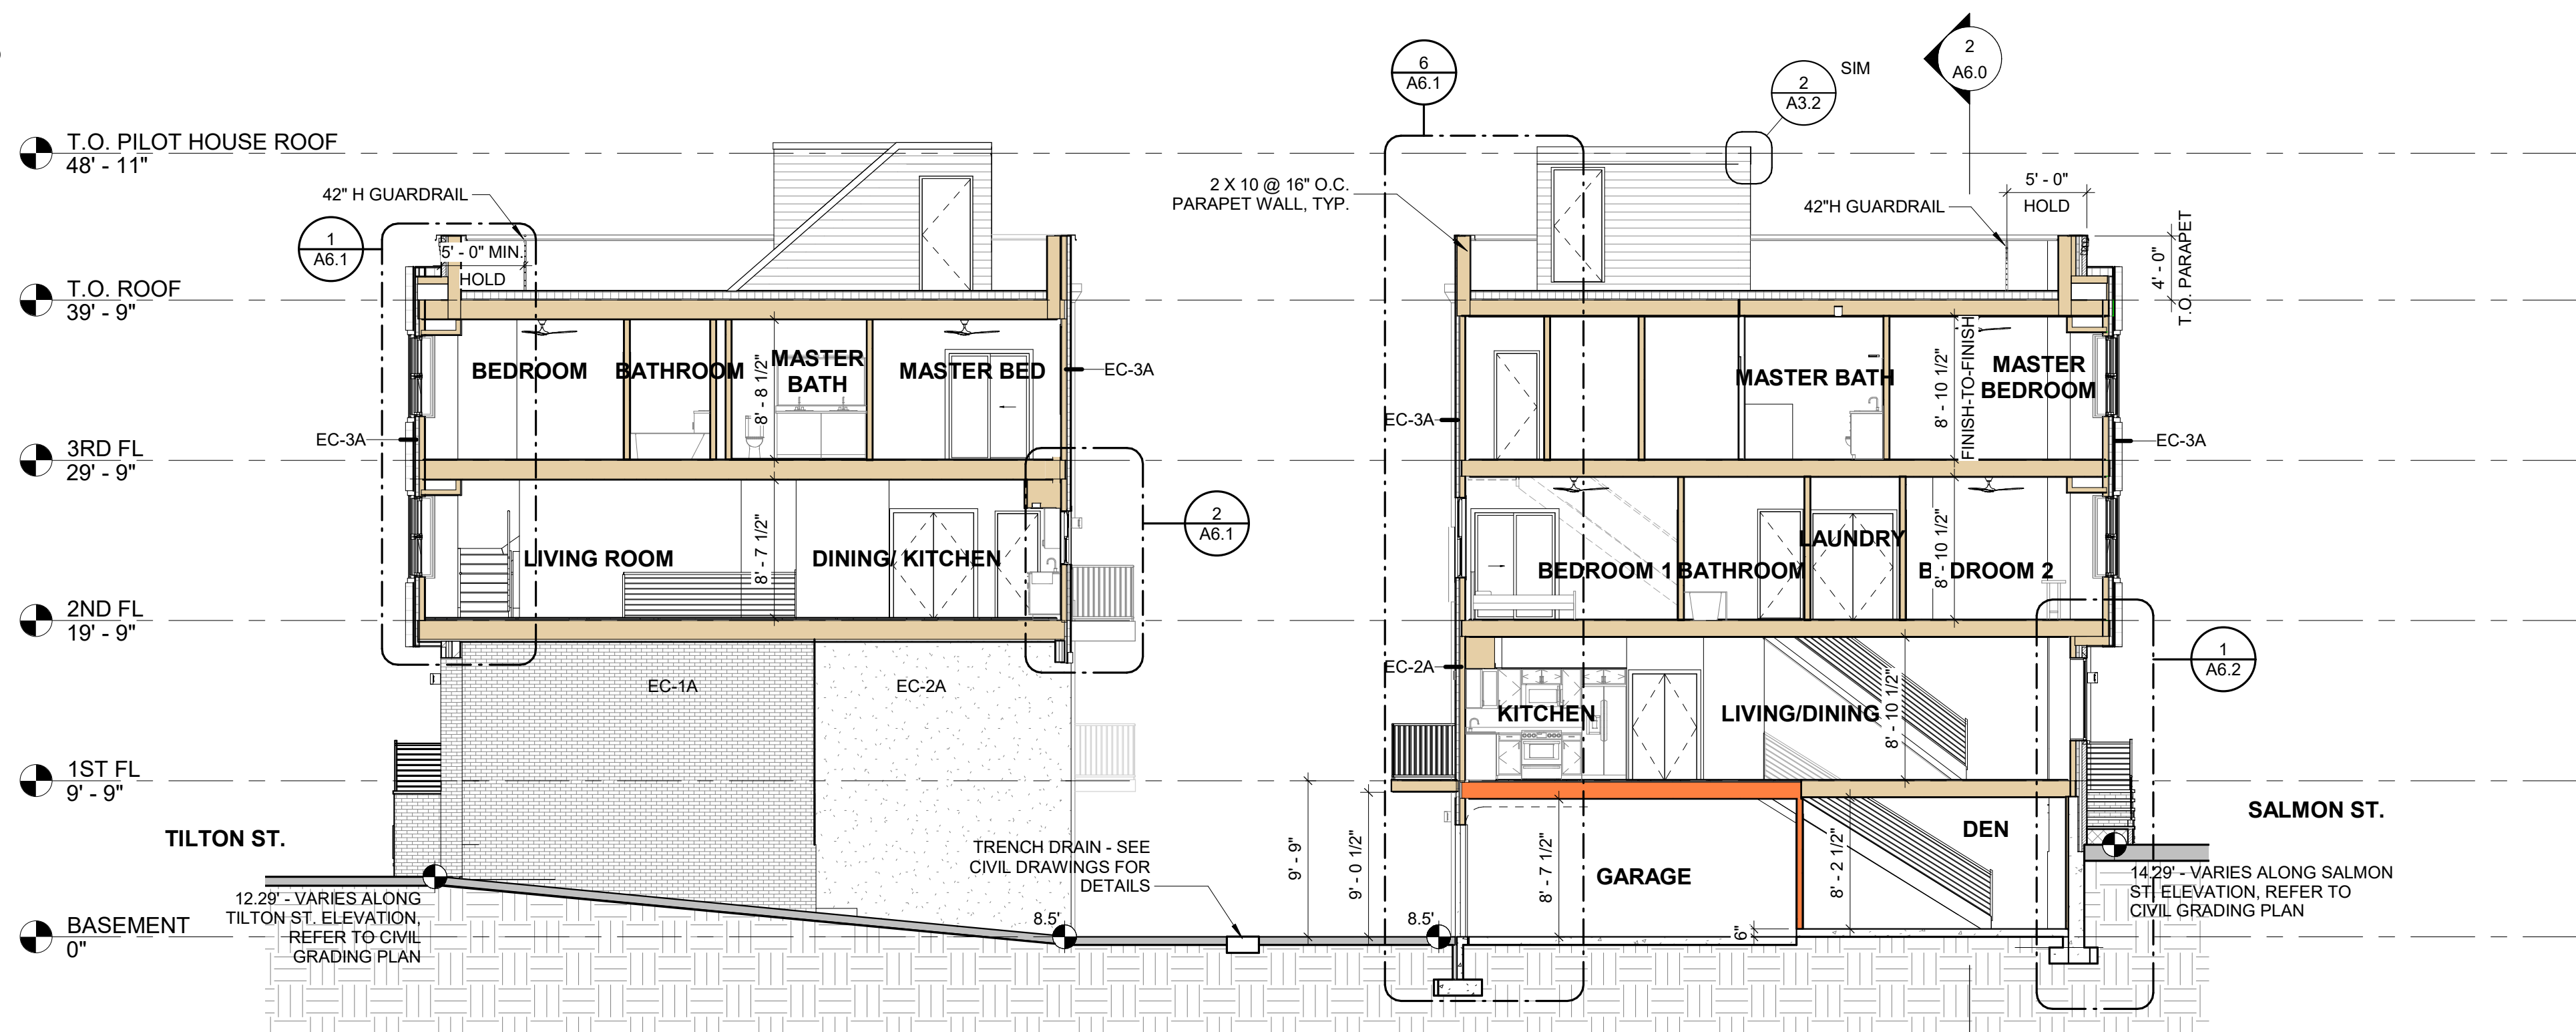 6
A6.1
2
A3.2
SIM
2
A6.0
T.O. PILOT HOUSE ROOF
48' - 11"
42" H GUARDRAIL
2 X 10 @ 16" O.C.
PARAPET WALL, TYP.
42"H GUARDRAIL
5' - 0"
HOLD
1
A6.1
5' - 0" MIN.
HOLD
4' - 0"
T.O. PARAPET
T.O. ROOF
39' - 9"
BEDROOM
BATHROOM
8' - 8 1/2"
MASTER
BATH
MASTER BED
EC-3A
EC-3A
MASTER BATH
8' - 10 1/2"
FINISH-TO-FINISH
MASTER
BEDROOM
EC-3A
EC-3A
3RD FL
29' - 9"
LIVING ROOM
8' - 7 1/2"
DINING/ KITCHEN
2
A6.1
BEDROOM 1
BATHROOM
LAUNDRY
8' - 10 1/2"
B DROOM 2
2ND FL
19' - 9"
EC-1A
EC-2A
EC-2A
KITCHEN
LIVING/DINING
8' - 10 1/2"
1
A6.2
1ST FL
9' - 9"
TILTON ST.
TRENCH DRAIN - SEE
CIVIL DRAWINGS FOR
DETAILS
9' - 9"
9' - 0 1/2"
8' - 7 1/2"
GARAGE
8' - 2 1/2"
DEN
SALMON ST.
12.29' - VARIES ALONG
TILTON ST. ELEVATION,
REFER TO CIVIL
GRADING PLAN
14.29' - VARIES ALONG SALMON
ST. ELEVATION, REFER TO
CIVIL GRADING PLAN
BASEMENT
0"
8.5'
8.5'
6"